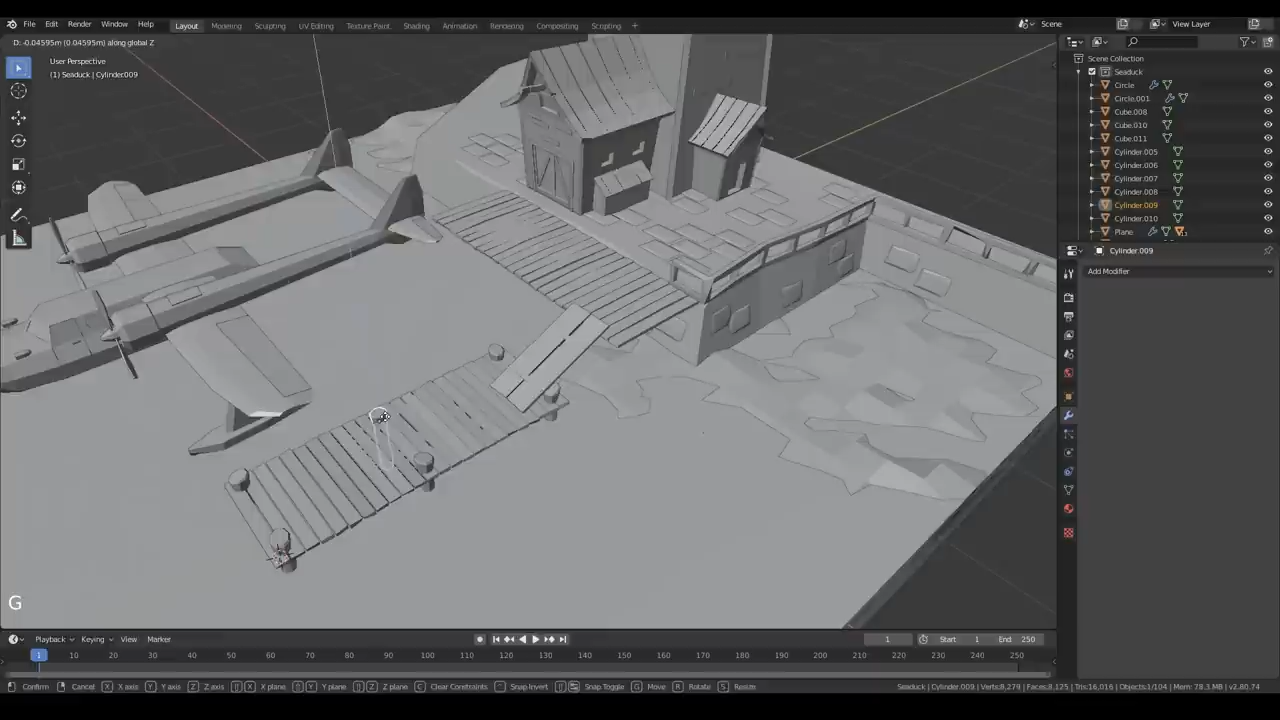 File Edit Render Window Help Layout Modeling Sculpting UV Editing Texture Paint Shading Animation Rendering Compositing Scripting + Scene View Layer
D: -0.04595m (0.04595m) along global Z
User Perspective
(1) Seaduck | Cylinder.009
Scene Collection
Seaduck
Circle
Circle.001
Cube.008
Cube.010
Cube.011
Cylinder.005
Cylinder.006
Cylinder.007
Cylinder.008
Cylinder.009
Cylinder.010
Plane
Cylinder.009
Add Modifier
G
Playback Keying View Marker 1 Start 1 End 250
1 10 20 30 40 50 60 70 80 90 100 110 120 130 140 150 160 170 180 190 200 210 220 230 240 250
Confirm Cancel X X axis Y Y axis Z Z axis X X plane Y Y plane Z Z plane C Clear Constraints Snap Invert Snap Toggle G Move R Rotate S Resize Seaduck | Cylinder.009 | Verts:8,279 | Faces:8,125 | Tris:16,016 | Objects:1/104 | Mem: 78.3 MB | v2.80.74